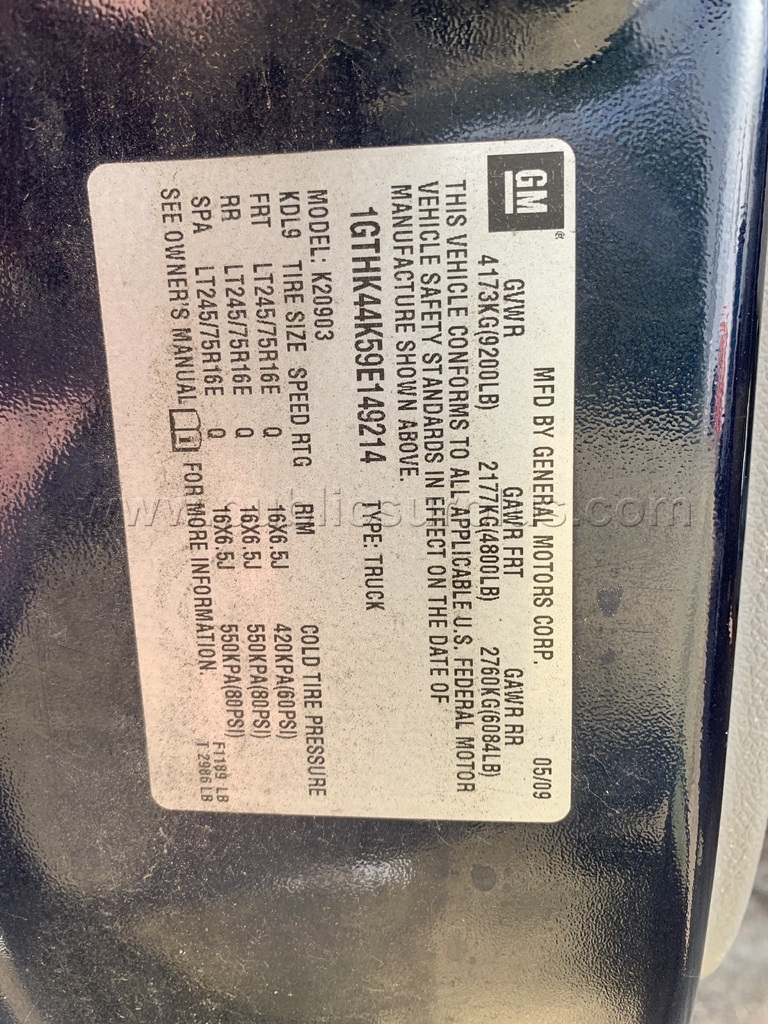 GM
MFD BY GENERAL MOTORS CORP. 05/09
GVWR GAWR FRT GAWR RR
4173KG(9200LB) 2177KG(4800LB) 2760KG(6084LB)
THIS VEHICLE CONFORMS TO ALL APPLICABLE U.S. FEDERAL MOTOR
VEHICLE SAFETY STANDARDS IN EFFECT ON THE DATE OF
MANUFACTURE SHOWN ABOVE.
1GTHK44K59E149214 TYPE: TRUCK
MODEL: K20903
KDL9 TIRE SIZE SPEED RTG RIM COLD TIRE PRESSURE
FRT LT245/75R16E Q 16X6.5J 420KPA(60PSI)
RR LT245/75R16E Q 16X6.5J 550KPA(80PSI)
SPA LT245/75R16E Q 16X6.5J 550KPA(80PSI)
SEE OWNER'S MANUAL i FOR MORE INFORMATION.
F1189 LB
T 2986 LB
www.publicsurplus.com